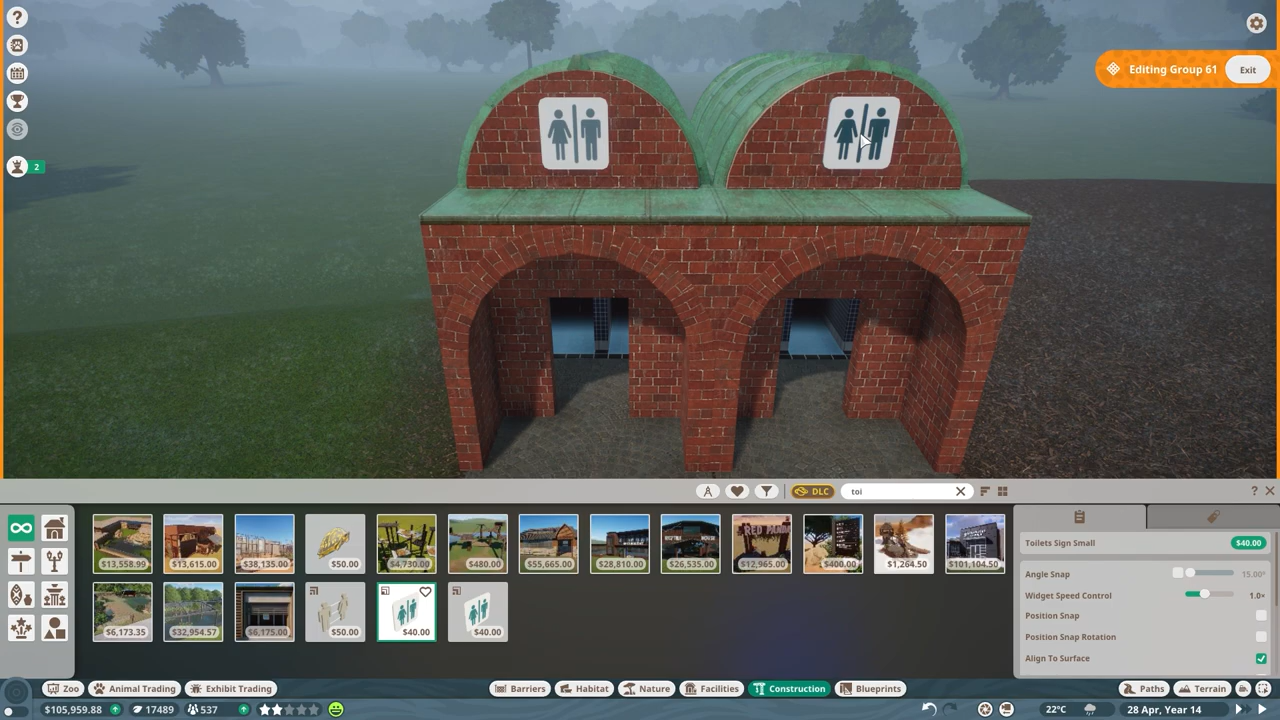 Editing Group 61
Exit
2
DLC
toi
$13,558.99
$13,615.00
$38,135.00
$50.00
$4,730.00
$480.00
$55,665.00
$28,810.00
$26,535.00
RED PANDA
$12,965.00
$400.00
$1,264.50
$101,104.50
$6,173.35
$32,954.57
$6,175.00
$50.00
$40.00
$40.00
Toilets Sign Small
$40.00
Angle Snap
15.00°
Widget Speed Control
1.0×
Position Snap
Position Snap Rotation
Align To Surface
Zoo
Animal Trading
Exhibit Trading
Barriers
Habitat
Nature
Facilities
Construction
Blueprints
Paths
Terrain
$105,959.88
17489
537
22°C
28 Apr, Year 14